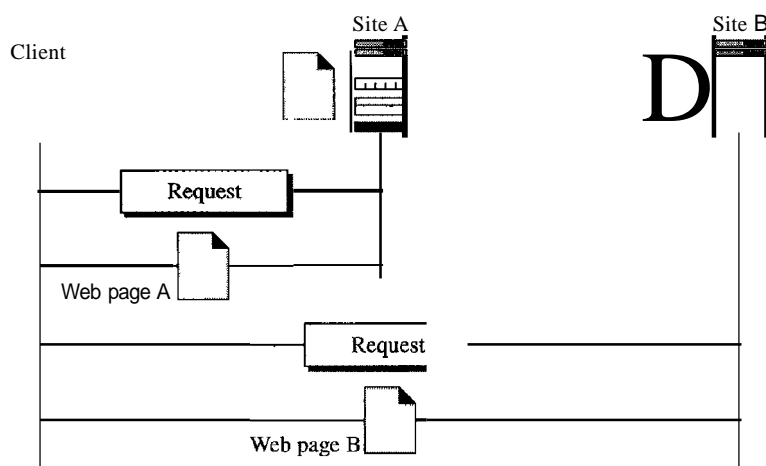 Site A
Site B
Client
D
Request
Web page A
Request
Web page B